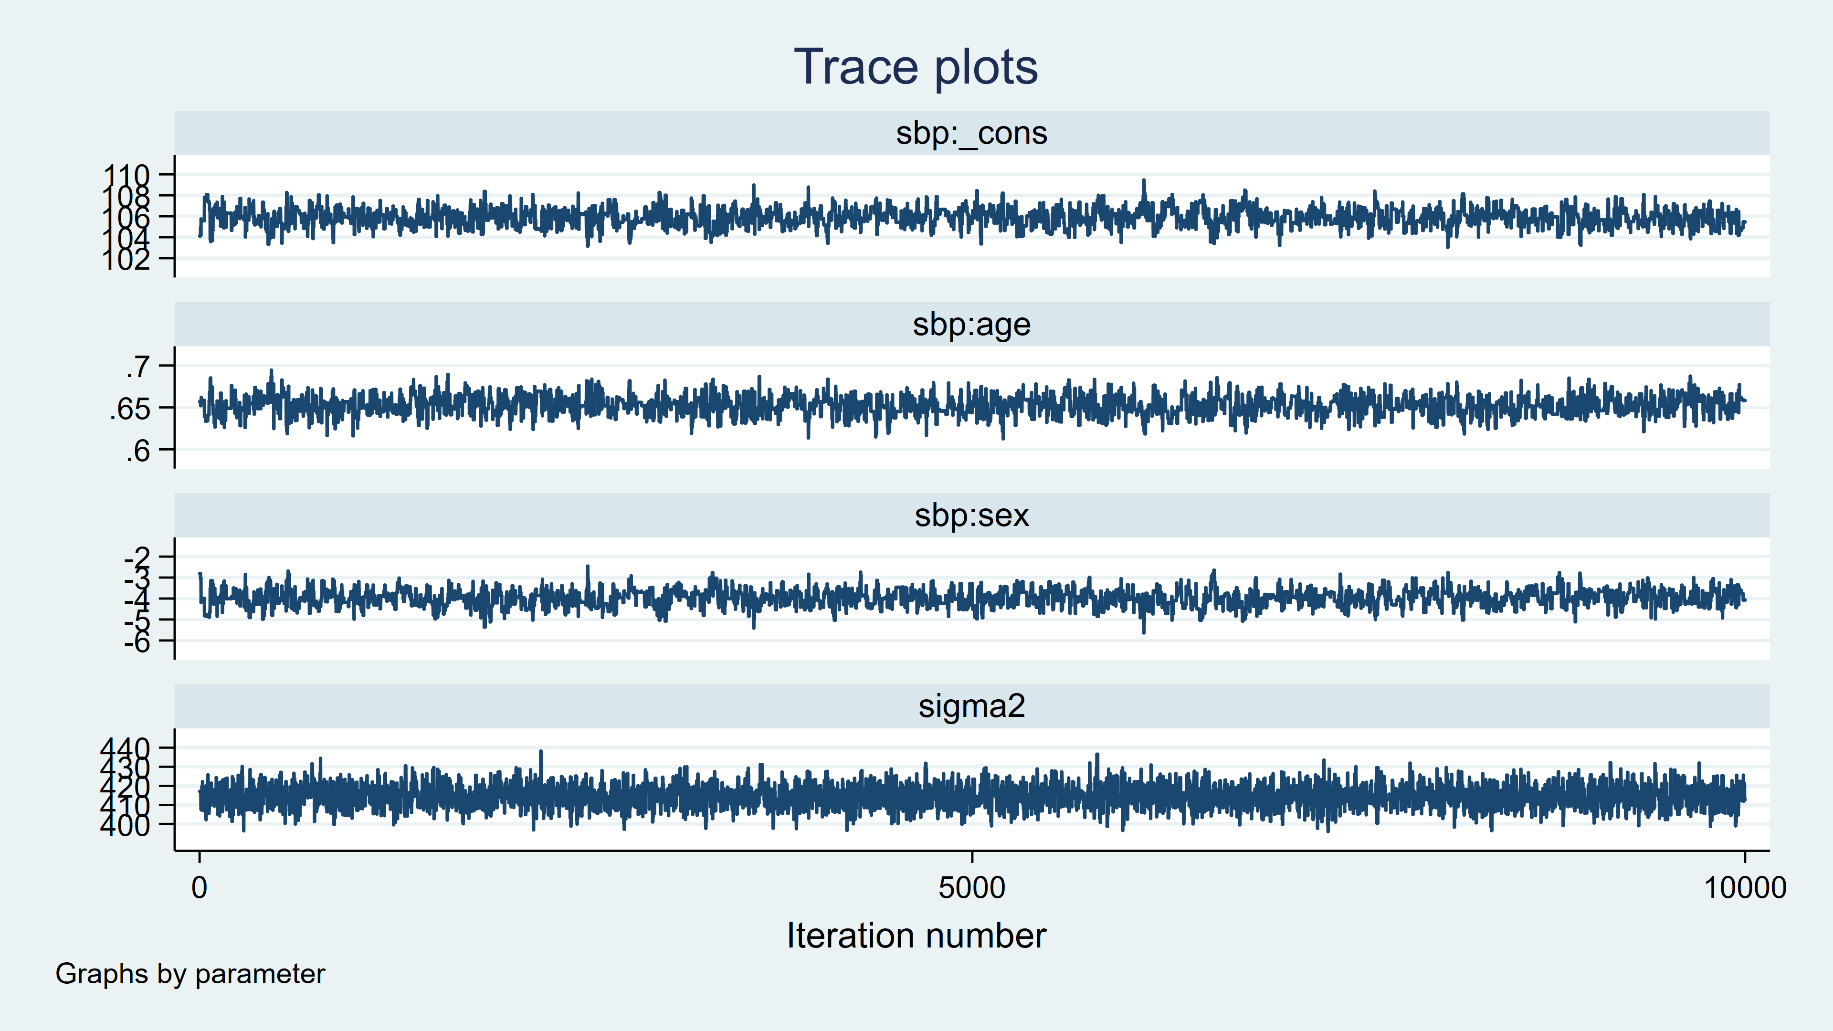 Trace plots
sbp:_cons
110
108
106
104
102
sbp:age
.7
.65
.6
sbp:sex
-2
-3
-4
-5
-6
sigma2
440
430
420
410
400
0 5000 10000
Iteration number
Graphs by parameter